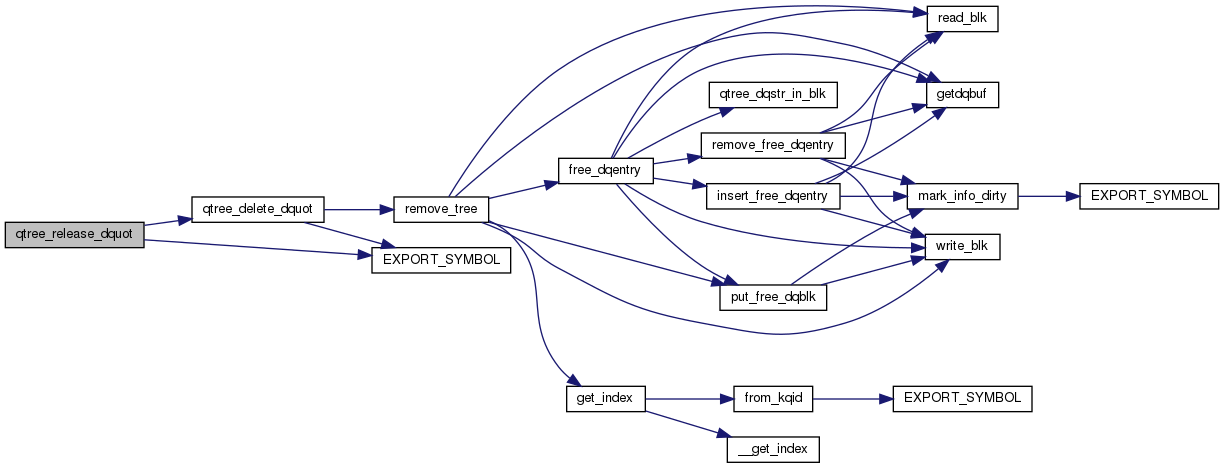 qtree_release_dquot
qtree_delete_dquot
EXPORT_SYMBOL
remove_tree
free_dqentry
get_index
qtree_dqstr_in_blk
remove_free_dqentry
insert_free_dqentry
put_free_dqblk
from_kqid
__get_index
read_blk
getdqbuf
mark_info_dirty
write_blk
EXPORT_SYMBOL
EXPORT_SYMBOL